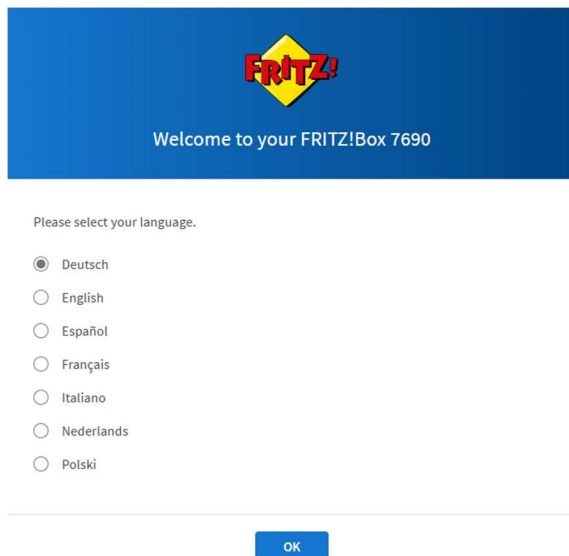 FRITZ!
Welcome to your FRITZ!Box 7690
Please select your language.
Deutsch
English
Español
Français
Italiano
Nederlands
Polski
OK